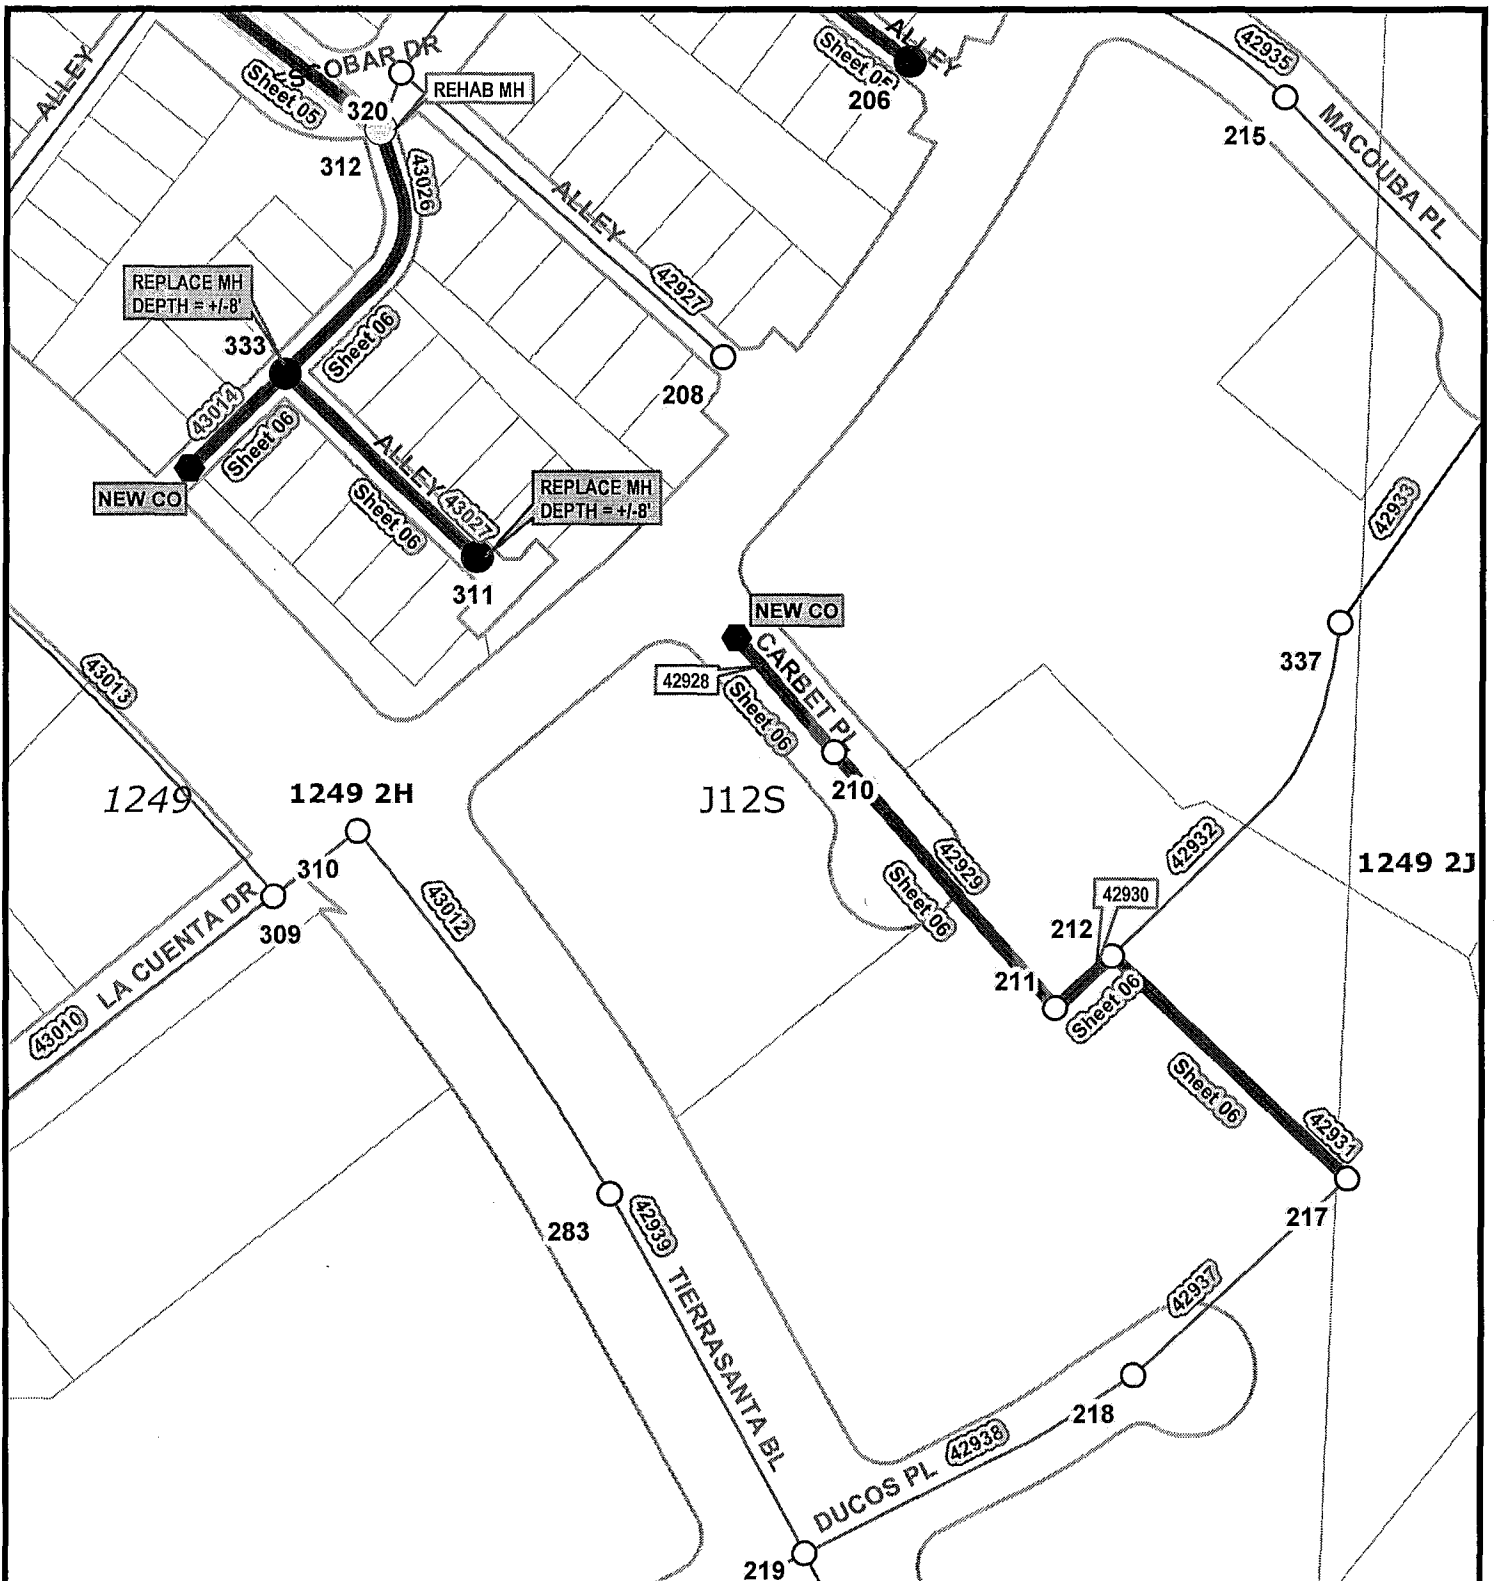 ALLEY
SCOBAR DR
Sheet 05
320
REHAB MH
312
43026
ALLEY
Sheet 05
206
42935
215
MACOUBA PL
ALLEY
42927
208
REPLACE MH
DEPTH = +/-8'
333
Sheet 06
43014
Sheet 06
NEW CO
ALLEY
43027
Sheet 06
REPLACE MH
DEPTH = +/-8'
311
42933
337
NEW CO
CARBET PL
42928
Sheet 06
210
43013
1249
1249 2H
J12S
310
309
LA CUENTA DR
43010
43012
42929
Sheet 06
42932
1249 2J
42930
212
211
Sheet 06
Sheet 06
42931
217
283
42939
TIERRASANTA BL
42937
218
42938
DUCOS PL
219